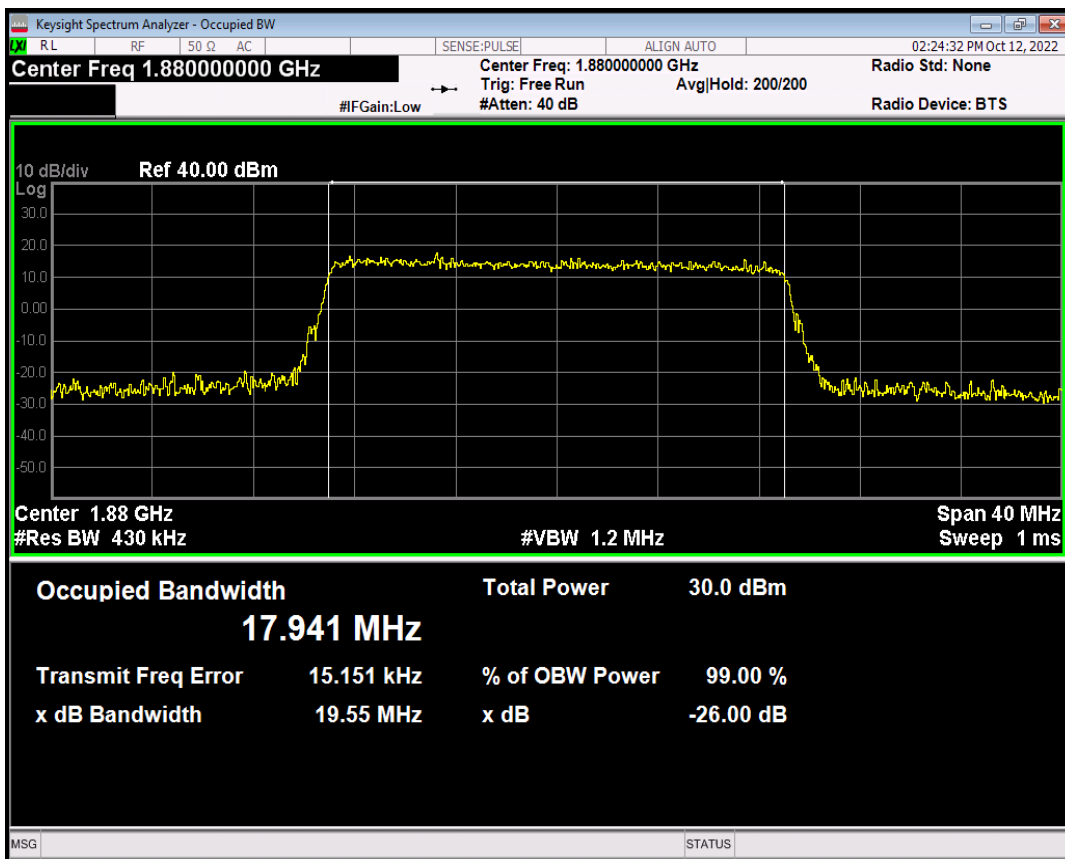 Keysight Spectrum Analyzer - Occupied BW
LXI RL RF 50 Ω AC SENSE:PULSE ALIGN AUTO 02:24:32 PM Oct 12, 2022
Center Freq 1.880000000 GHz Center Freq: 1.880000000 GHz Radio Std: None
Trig: Free Run Avg|Hold: 200/200
#IFGain:Low #Atten: 40 dB Radio Device: BTS
10 dB/div Ref 40.00 dBm
Log
30.0
20.0
10.0
0.00
-10.0
-20.0
-30.0
-40.0
-50.0
Center 1.88 GHz Span 40 MHz
#Res BW 430 kHz #VBW 1.2 MHz Sweep 1 ms
Occupied Bandwidth Total Power 30.0 dBm
17.941 MHz
Transmit Freq Error 15.151 kHz % of OBW Power 99.00 %
x dB Bandwidth 19.55 MHz x dB -26.00 dB
MSG STATUS